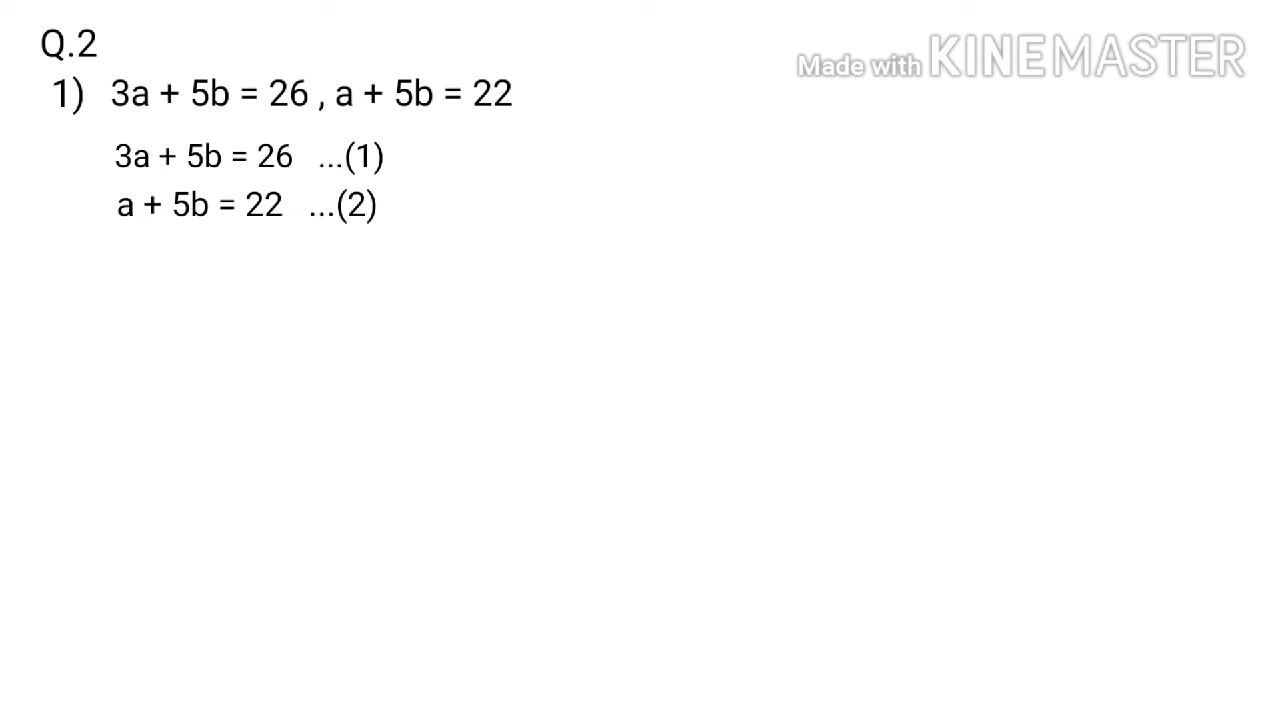 Q.2
Made with KINEMASTER
1) 3a + 5b = 26 , a + 5b = 22
3a + 5b = 26 ...(1)
a + 5b = 22 ...(2)